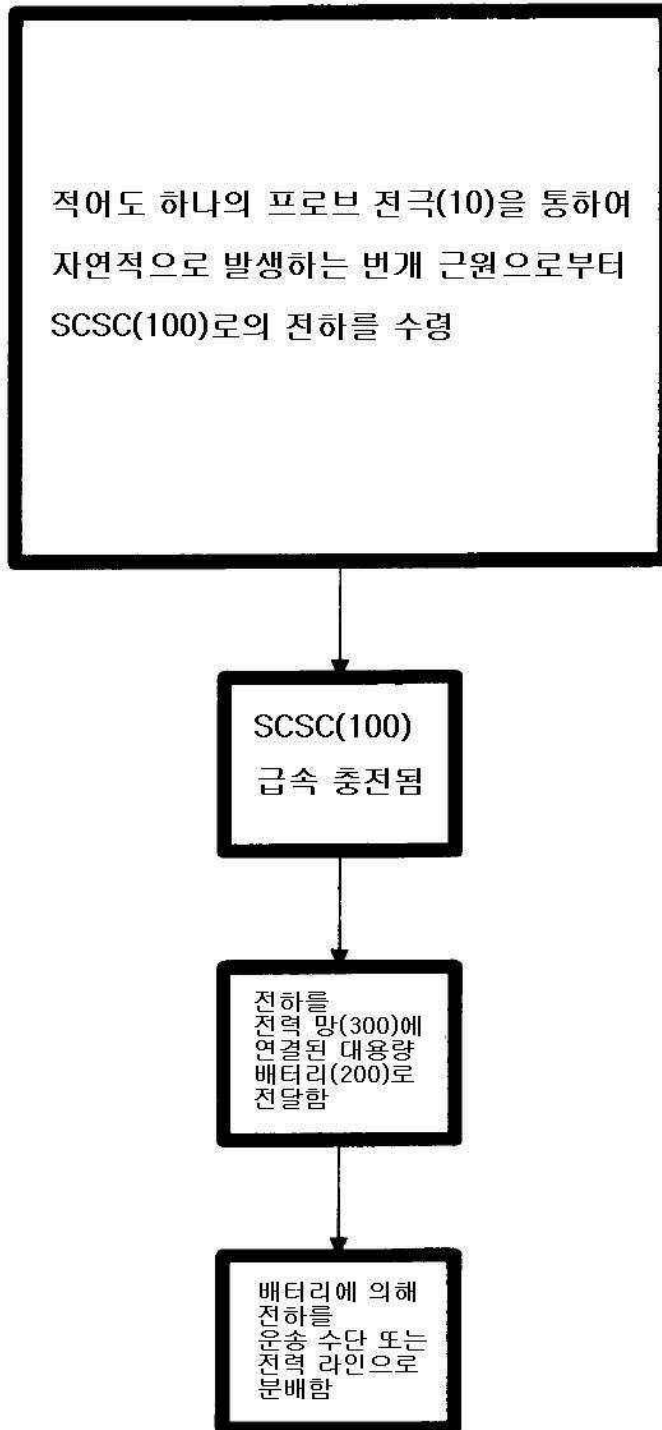 적어도 하나의 프로브 전극(10)을 통하여
자연적으로 발생하는 번개 근원으로부터
SCSC(100)로의 전하를 수령
SCSC(100)
급속 충전됨
전하를
전력 망(300)에
연결된 대용량
배터리(200)로
전달함
배터리에 의해
전하를
운송 수단 또는
전력 라인으로
분배함